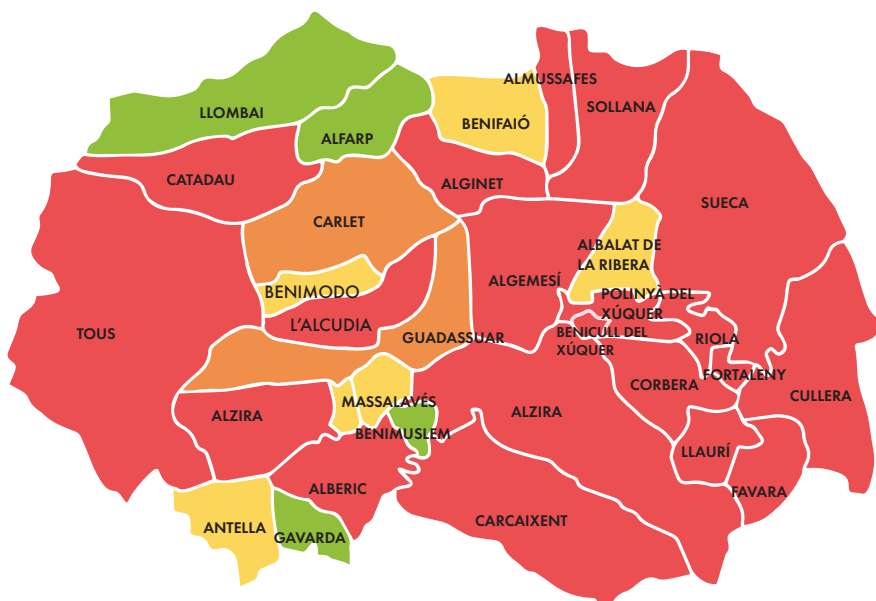 ALMUSSAFES
LLOMBAI
SOLLANA
BENIFAIÓ
ALFARP
CATADAU
ALGINET
SUECA
CARLET
ALBALAT DE
LA RIBERA
ALGEMESÍ
BENIMODO
POLINYÀ DEL
XÚQUER
L'ALCUDIA
TOUS
GUADASSUAR
BENICULL DEL
XÚQUER
RIOLA
FORTALENY
CORBERA
CULLERA
MASSALAVÉS
ALZIRA
ALZIRA
BENIMUSLEM
LLAURÍ
ALBERIC
FAVARA
CARCAIXENT
ANTELLA
GAVARDA